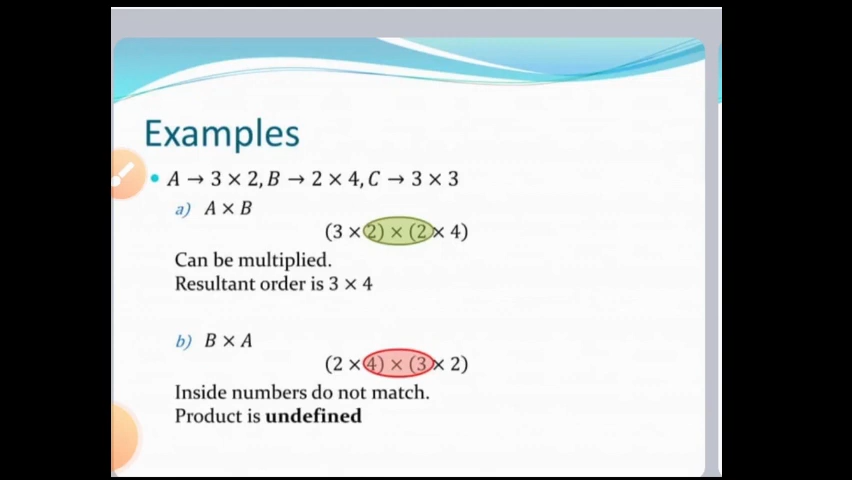 Examples
• A → 3 × 2, B → 2 × 4, C → 3 × 3
a) A × B
(3 × 2) × (2 × 4)
Can be multiplied.
Resultant order is 3 × 4
b) B × A
(2 × 4) × (3 × 2)
Inside numbers do not match.
Product is undefined